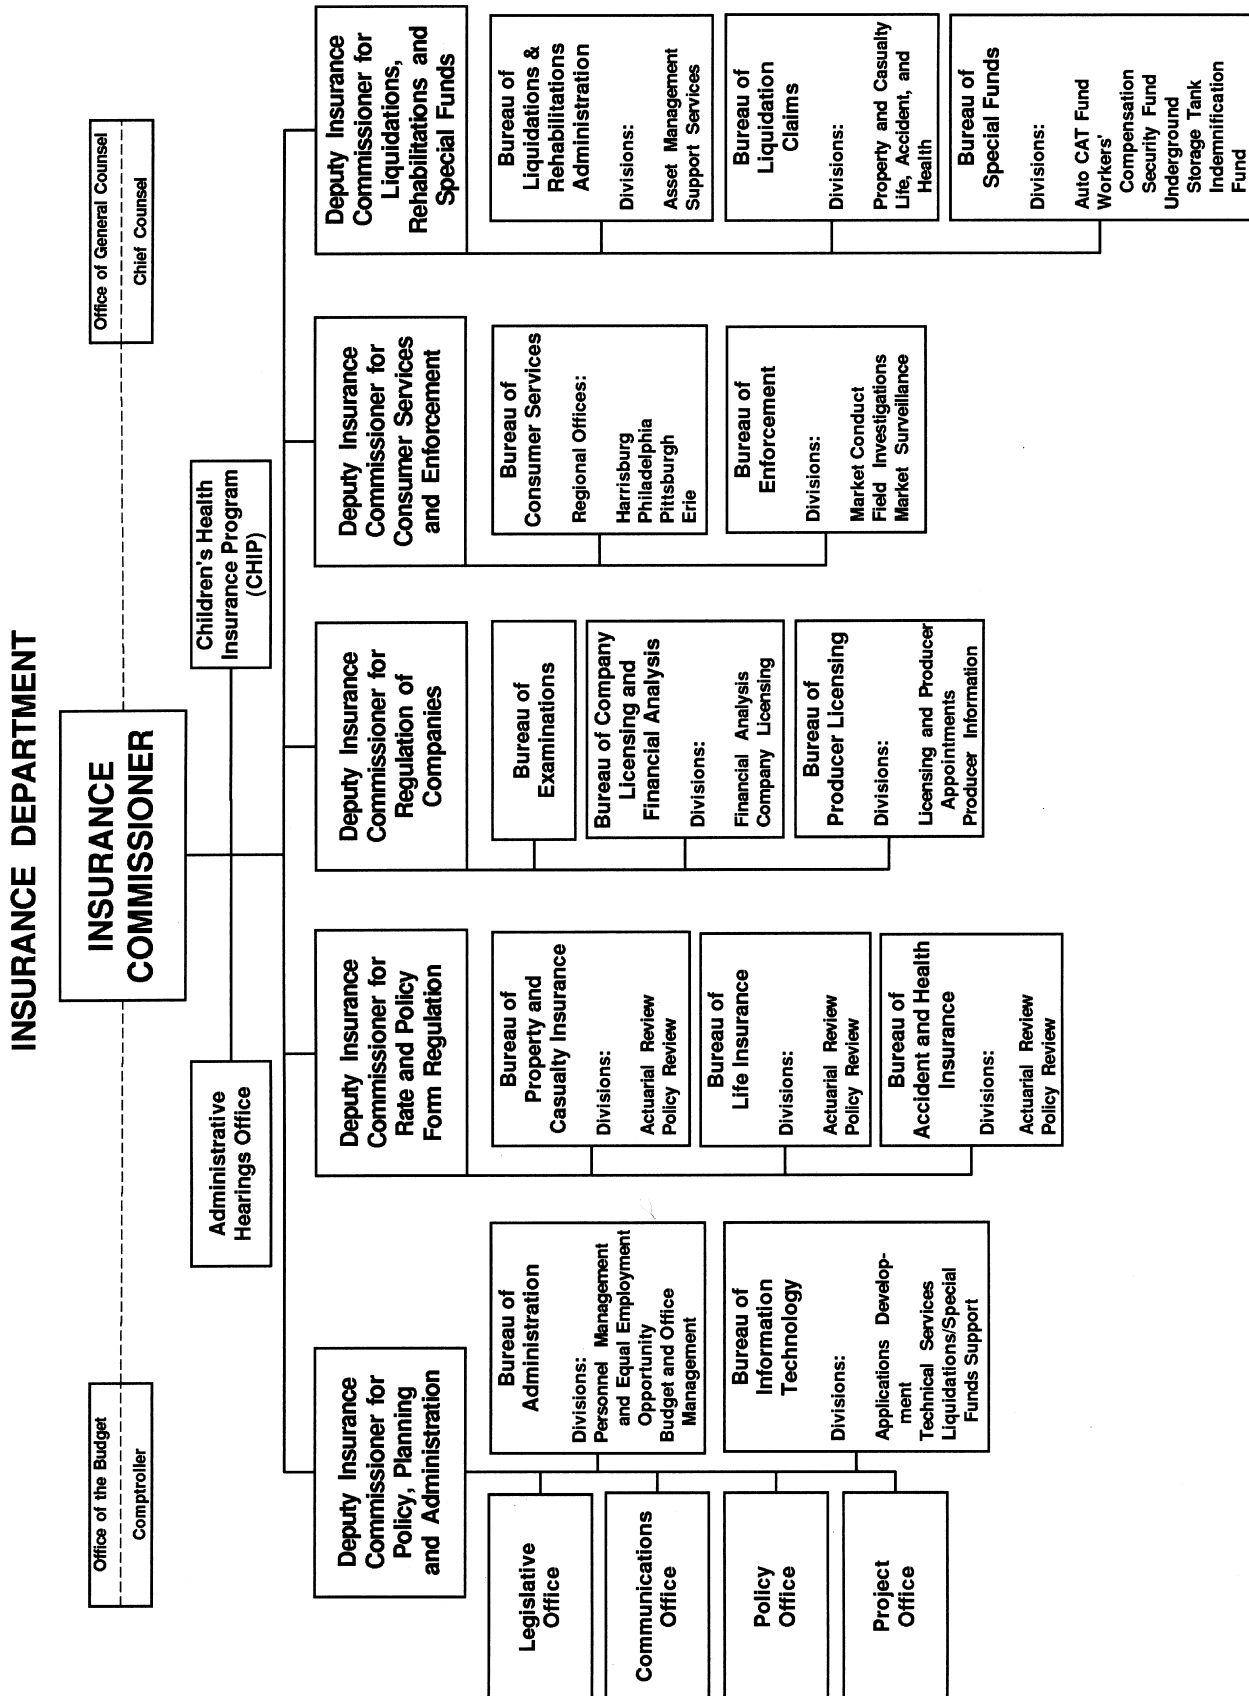 INSURANCE DEPARTMENT
Office of the Budget
Comptroller
INSURANCE
COMMISSIONER
Office of General Counsel
Chief Counsel
Administrative
Hearings Office
Children's Health
Insurance Program
(CHIP)
Deputy Insurance
Commissioner for
Policy, Planning
and Administration
Legislative
Office
Communications
Office
Policy
Office
Project
Office
Bureau of
Administration
Divisions:
Personnel Management
and Equal Employment
Opportunity
Budget and Office
Management
Bureau of
Information
Technology
Divisions:
Applications Develop-
ment
Technical Services
Liquidations/Special
Funds Support
Deputy Insurance
Commissioner for
Rate and Policy
Form Regulation
Bureau of
Property and
Casualty Insurance
Divisions:
Actuarial Review
Policy Review
Bureau of
Life Insurance
Divisions:
Actuarial Review
Policy Review
Bureau of
Accident and Health
Insurance
Divisions:
Actuarial Review
Policy Review
Deputy Insurance
Commissioner for
Regulation of
Companies
Bureau of
Examinations
Bureau of Company
Licensing and
Financial Analysis
Divisions:
Financial Analysis
Company Licensing
Bureau of
Producer Licensing
Divisions:
Licensing and Producer
Appointments
Producer Information
Deputy Insurance
Commissioner for
Consumer Services
and Enforcement
Bureau of
Consumer Services
Regional Offices:
Harrisburg
Philadelphia
Pittsburgh
Erie
Bureau of
Enforcement
Divisions:
Market Conduct
Field Investigations
Market Surveillance
Deputy Insurance
Commissioner for
Liquidations,
Rehabilitations and
Special Funds
Bureau of
Liquidations &
Rehabilitations
Administration
Divisions:
Asset Management
Support Services
Bureau of
Liquidation
Claims
Divisions:
Property and Casualty
Life, Accident, and
Health
Bureau of
Special Funds
Divisions:
Auto CAT Fund
Workers'
Compensation
Security Fund
Underground
Storage Tank
Indemnification
Fund